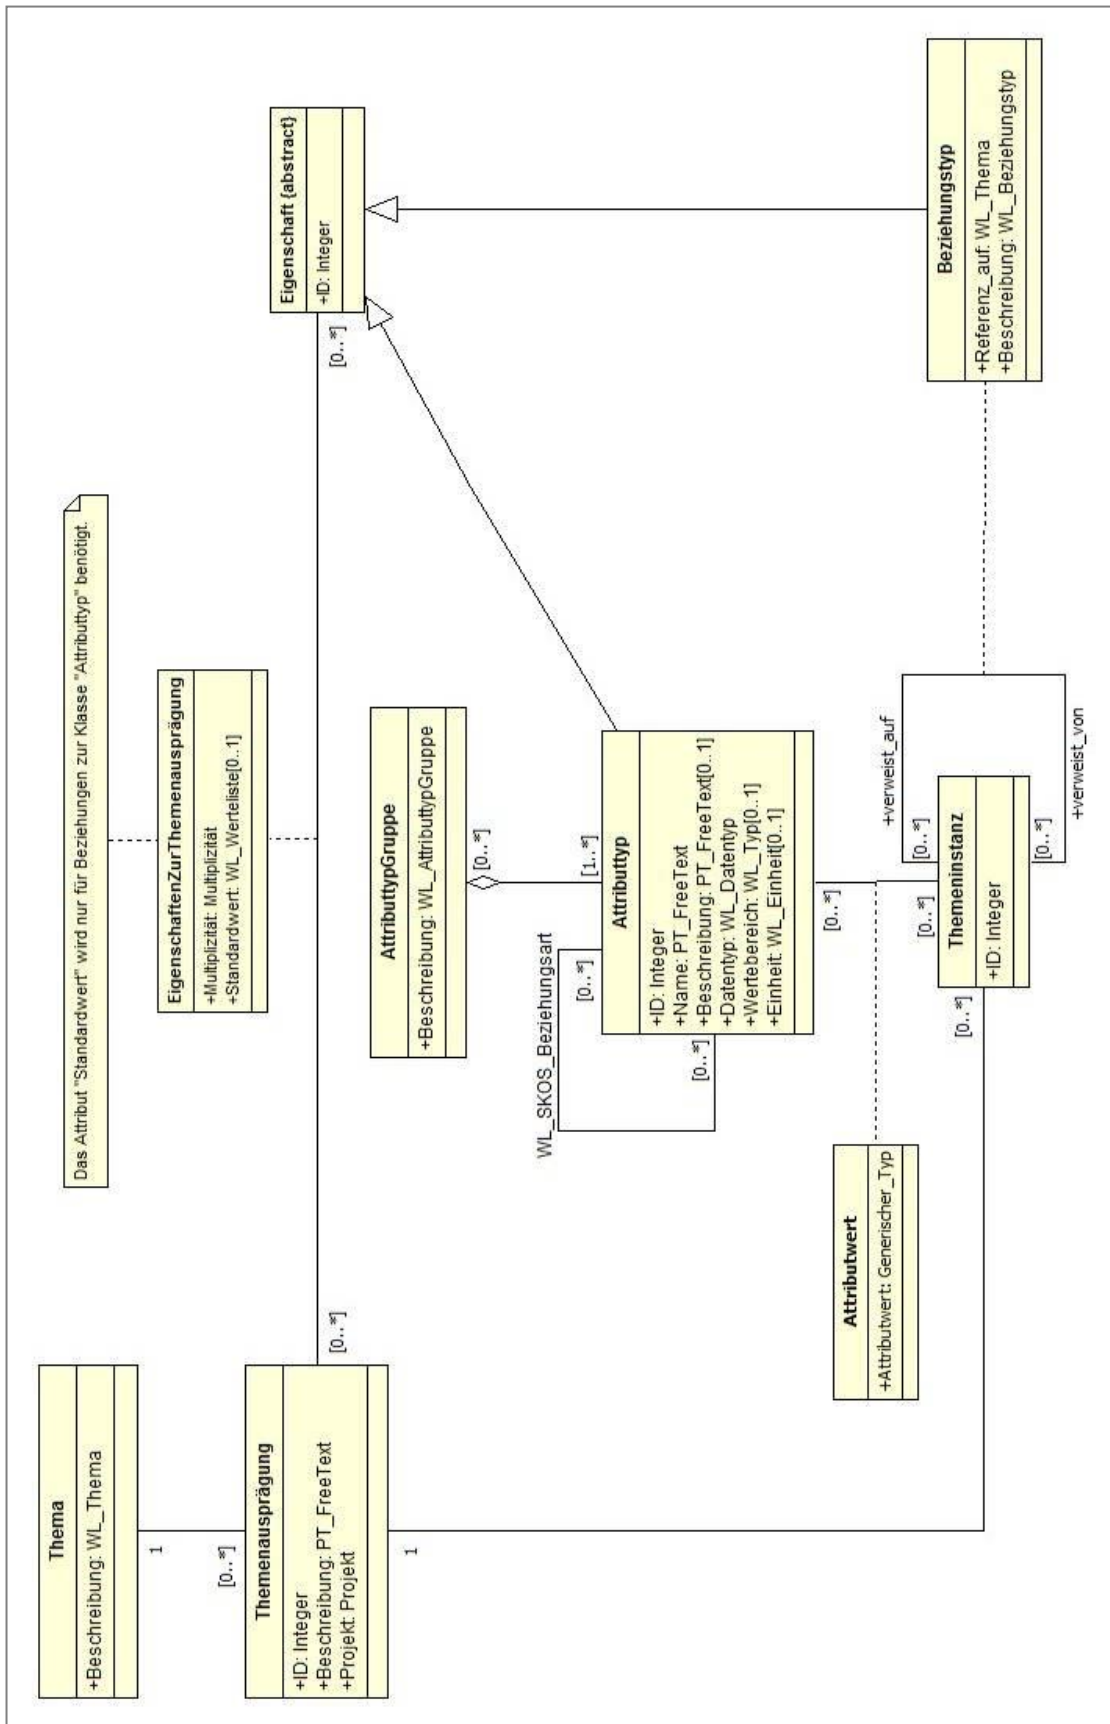 Thema
+Beschreibung: WL_Thema
1
[0..*]
Themenausprägung
+ID: Integer
+Beschreibung: PT_FreeText
+Projekt: Projekt
[0..*]
1
Das Attribut "Standardwert" wird nur für Beziehungen zur Klasse "Attributtyp" benötigt.
EigenschaftenZurThemenausprägung
+Multiplizität: Multiplizität
+Standardwert: WL_Werteliste[0..1]
Eigenschaft {abstract}
+ID: Integer
[0..*]
AttributtypGruppe
+Beschreibung: WL_AttributtypGruppe
[0..*]
[1..*]
WL_SKOS_Beziehungsart
[0..*]
[0..*]
Attributtyp
+ID: Integer
+Name: PT_FreeText
+Beschreibung: PT_FreeText[0..1]
+Datentyp: WL_Datentyp
+Wertebereich: WL_Typ[0..1]
+Einheit: WL_Einheit[0..1]
[0..*]
Attributwert
+Attributwert: Generischer_Typ
[0..*]
[0..*]
Themeninstanz
+ID: Integer
+verweist_auf
[0..*]
[0..*]
+verweist_von
Beziehungstyp
+Referenz_auf: WL_Thema
+Beschreibung: WL_Beziehungstyp